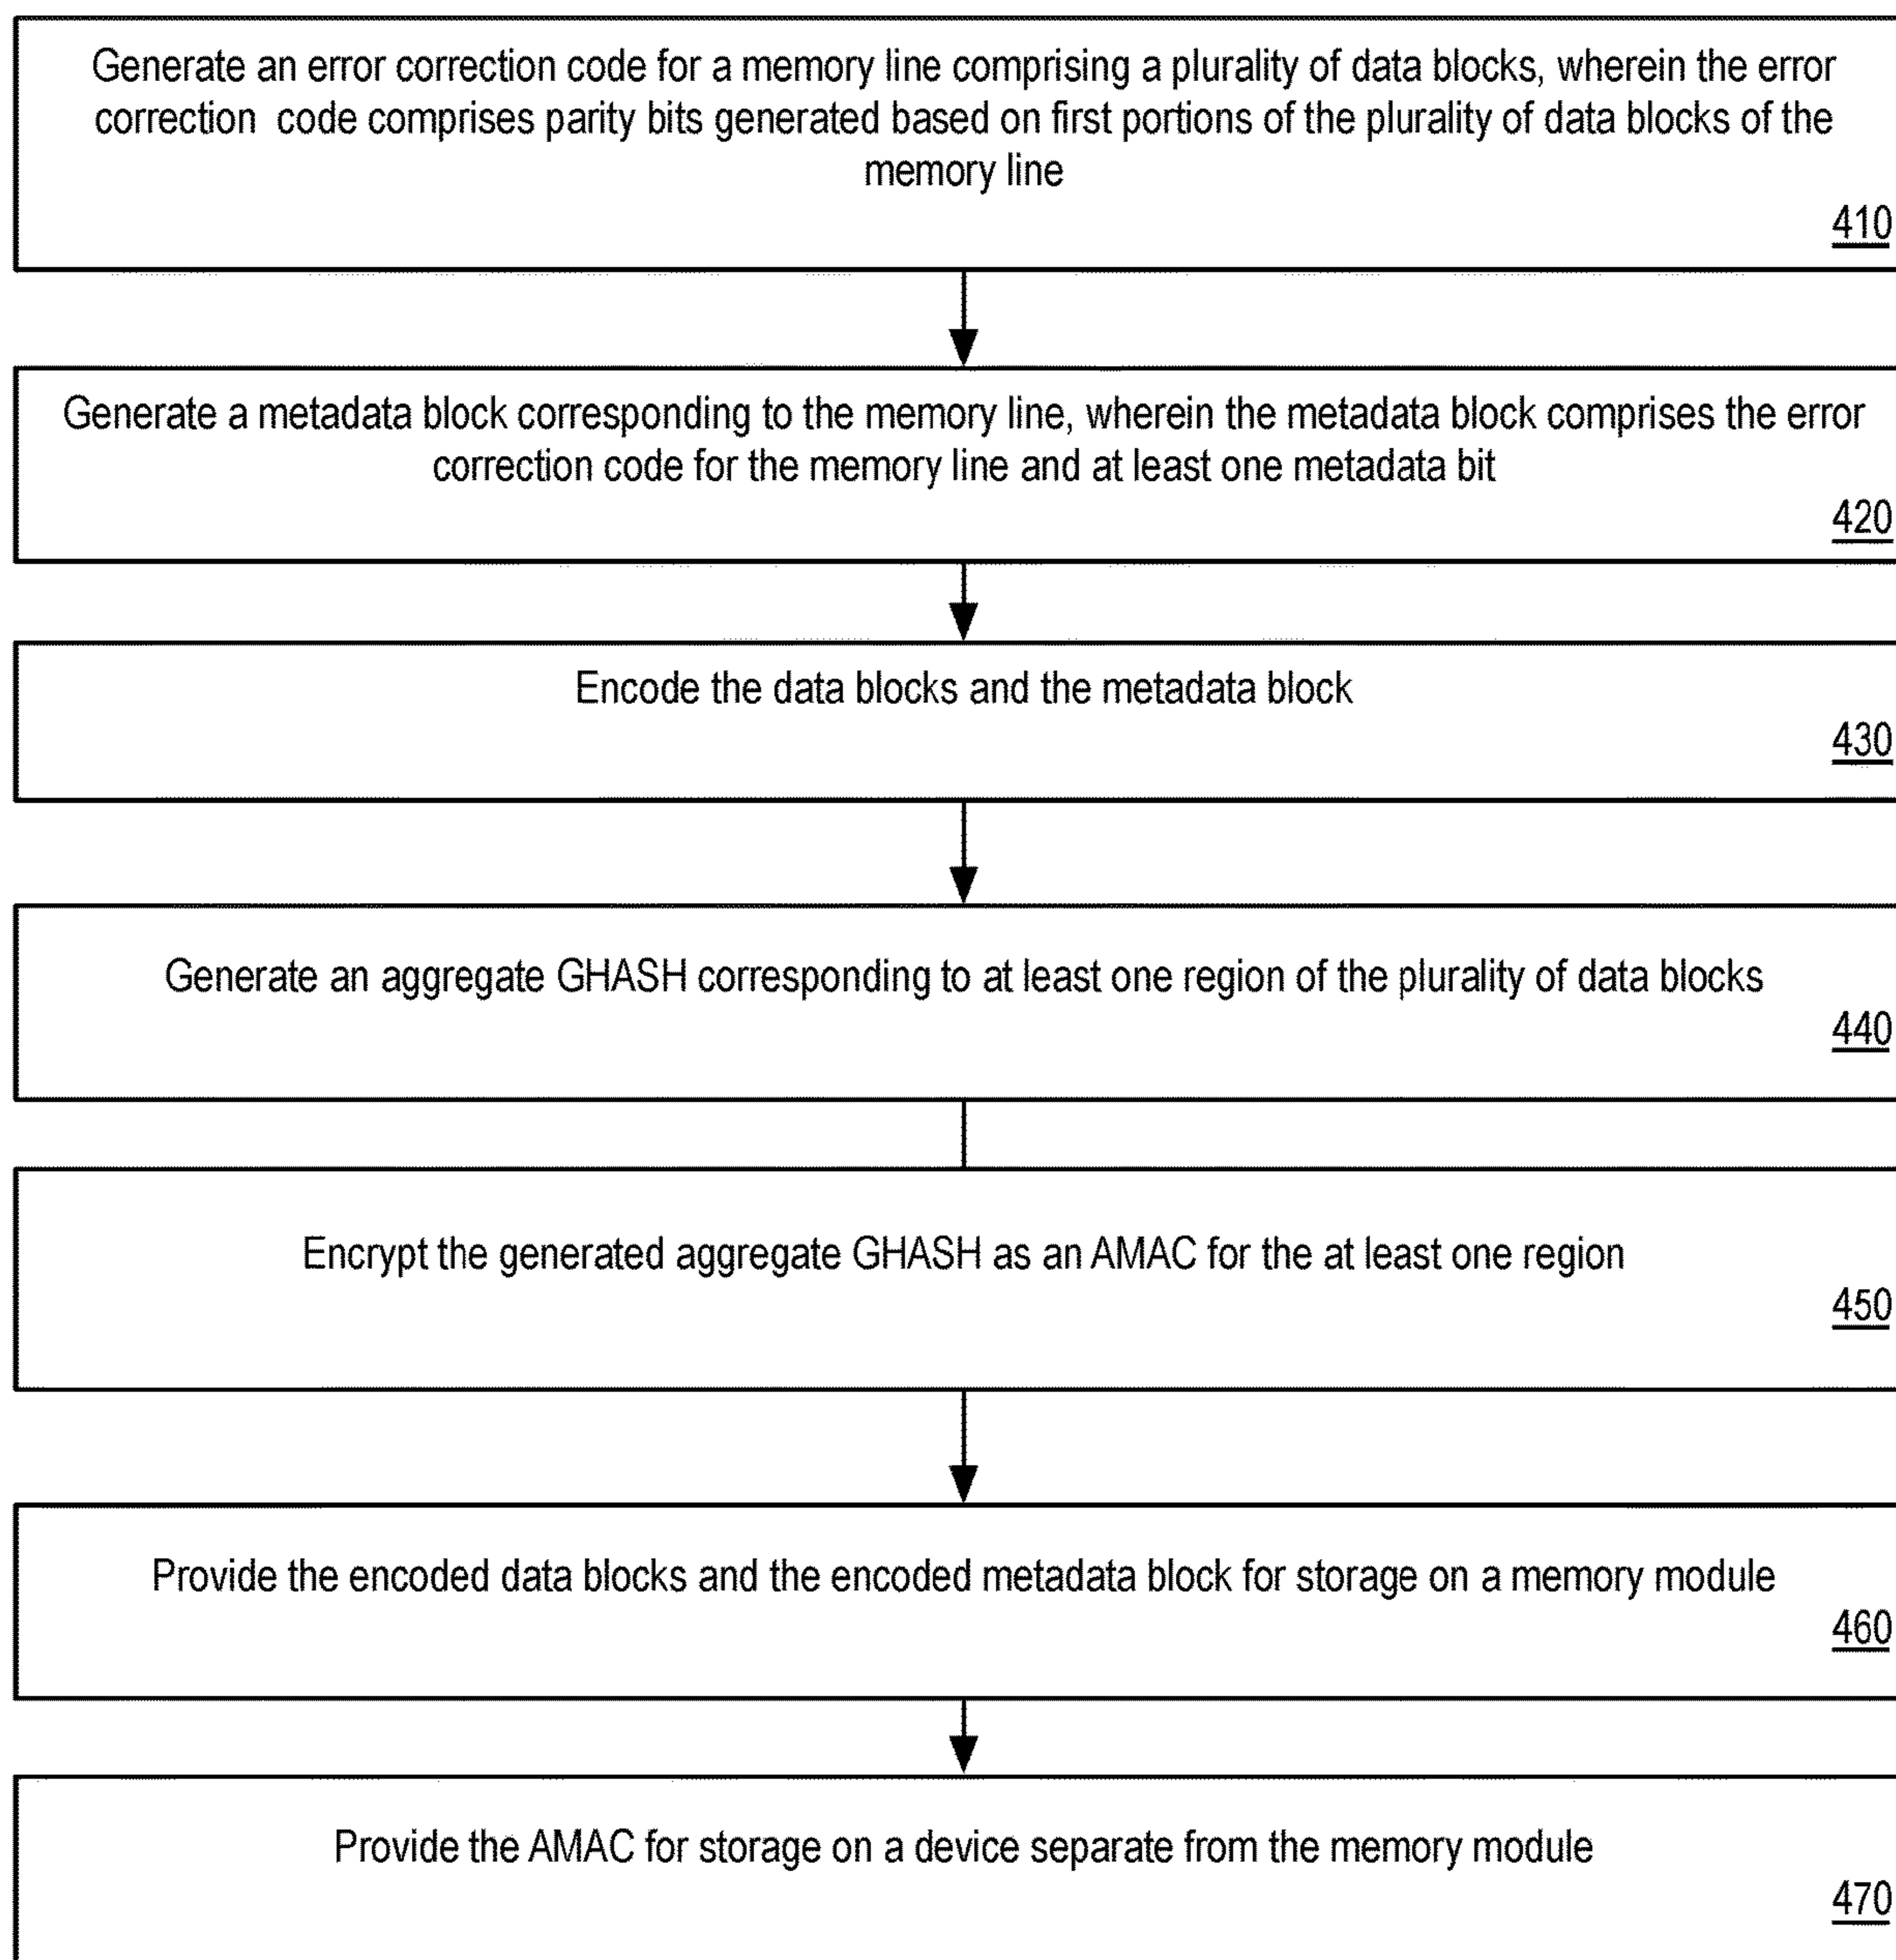 Generate an error correction code for a memory line comprising a plurality of data blocks, wherein the error
correction code comprises parity bits generated based on first portions of the plurality of data blocks of the
memory line
410
Generate a metadata block corresponding to the memory line, wherein the metadata block comprises the error
correction code for the memory line and at least one metadata bit
420
Encode the data blocks and the metadata block
430
Generate an aggregate GHASH corresponding to at least one region of the plurality of data blocks
440
Encrypt the generated aggregate GHASH as an AMAC for the at least one region
450
Provide the encoded data blocks and the encoded metadata block for storage on a memory module
460
Provide the AMAC for storage on a device separate from the memory module
470